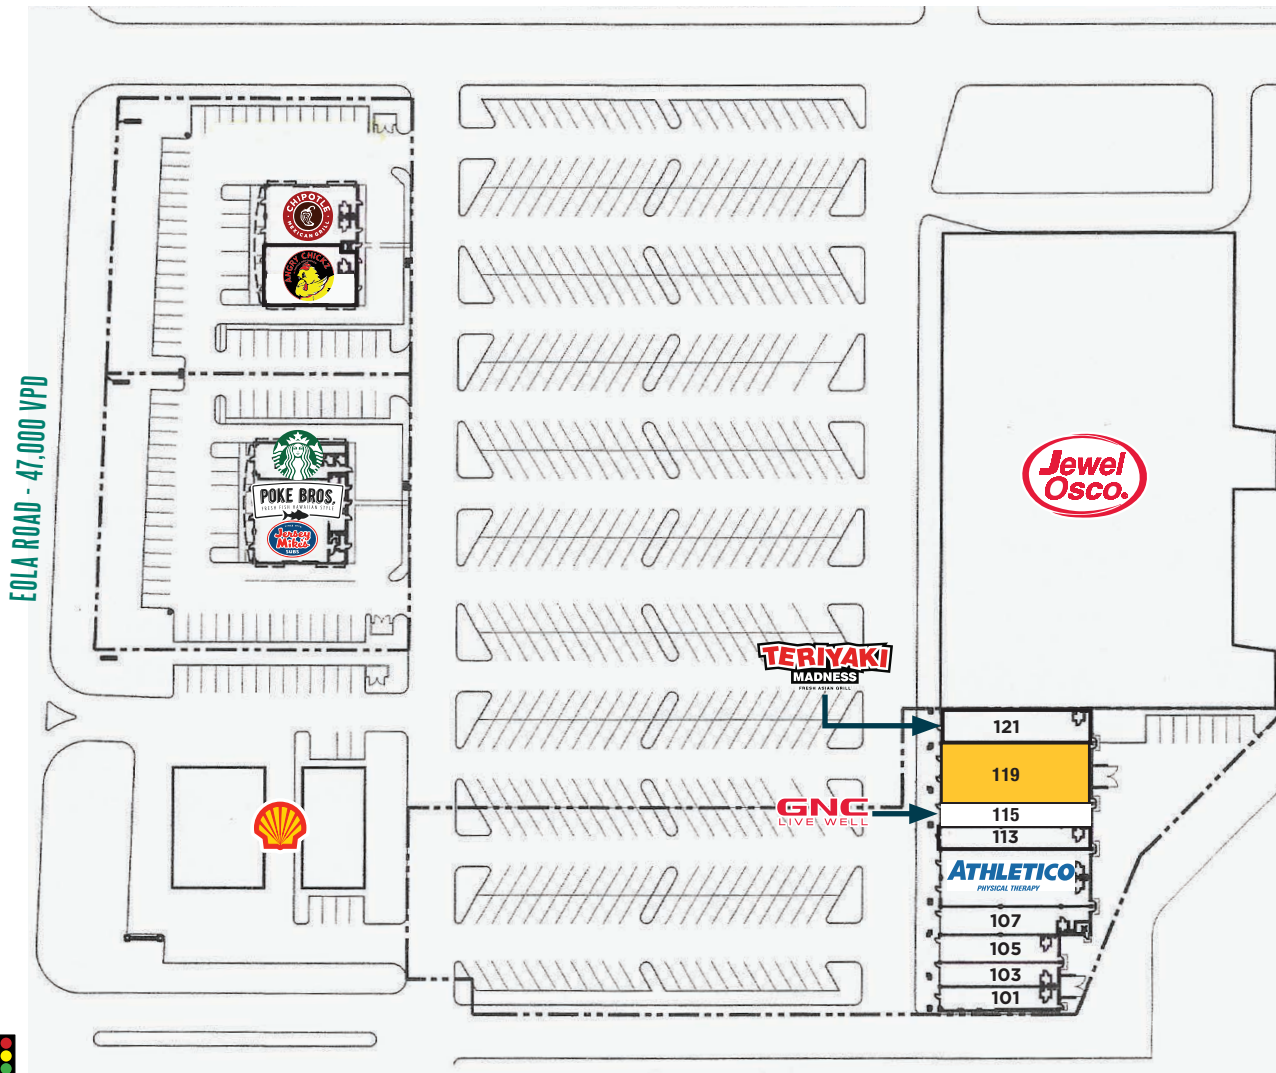 CHIPOTLE
MEXICAN GRILL
ANGRY CHICKZ
EOLA ROAD - 47,000 VPD
POKE BROS.
FRESH FISH HAWAIIAN STYLE
Jersey
Mike's
SUBS
Jewel
Osco.
TERIYAKI
MADNESS
FRESH ASIAN GRILL
121
119
GNC
LIVE WELL
115
113
ATHLETICO
PHYSICAL THERAPY
107
105
103
101